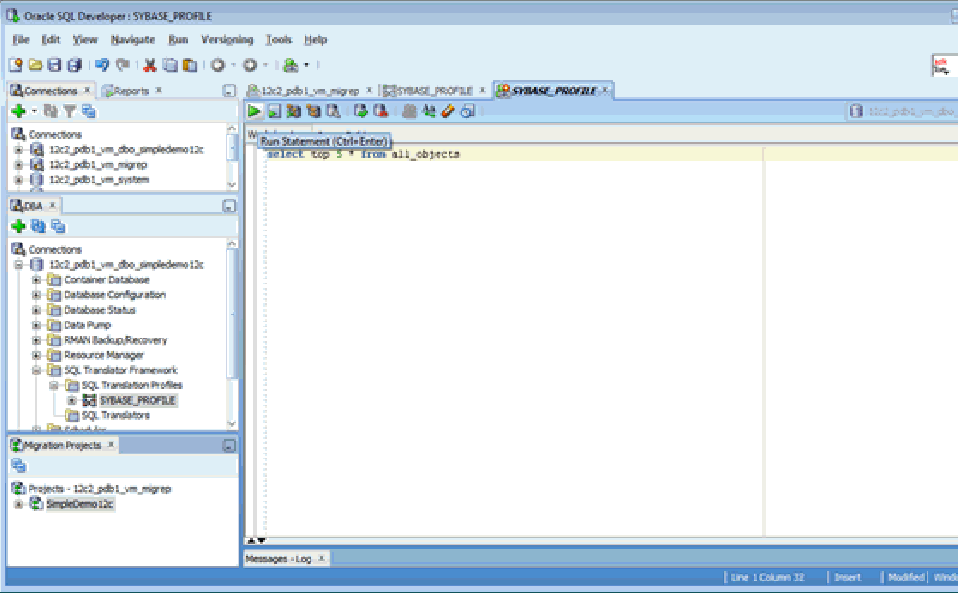 Oracle SQL Developer : SYBASE_PROFILE
File Edit View Navigate Run Versioning Tools Help
Connections Reports
12c2_pdb1_vm_migrep SYBASE_PROFILE SYBASE_PROFILE
Run Statement (Ctrl+Enter)
select top 5 * from all_objects
Connections
12c2_pdb1_vm_dbo_simpledemo12c
12c2_pdb1_vm_migrep
12c2_pdb1_vm_system
DBA
Connections
12c2_pdb1_vm_dbo_simpledemo12c
Container Database
Database Configuration
Database Status
Data Pump
RMAN Backup/Recovery
Resource Manager
SQL Translator Framework
SQL Translation Profiles
SYBASE_PROFILE
SQL Translators
Migration Projects
Projects - 12c2_pdb1_vm_migrep
SimpleDemo12c
Messages - Log
Line 1 Column 32 Insert Modified